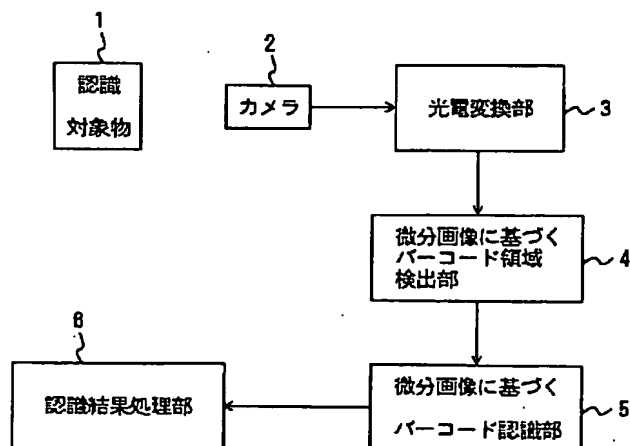 1
認識
対象物
2
カメラ
光電変換部
3
微分画像に基づく
バーコード領域
検出部
4
6
認識結果処理部
微分画像に基づく
バーコード認識部
5